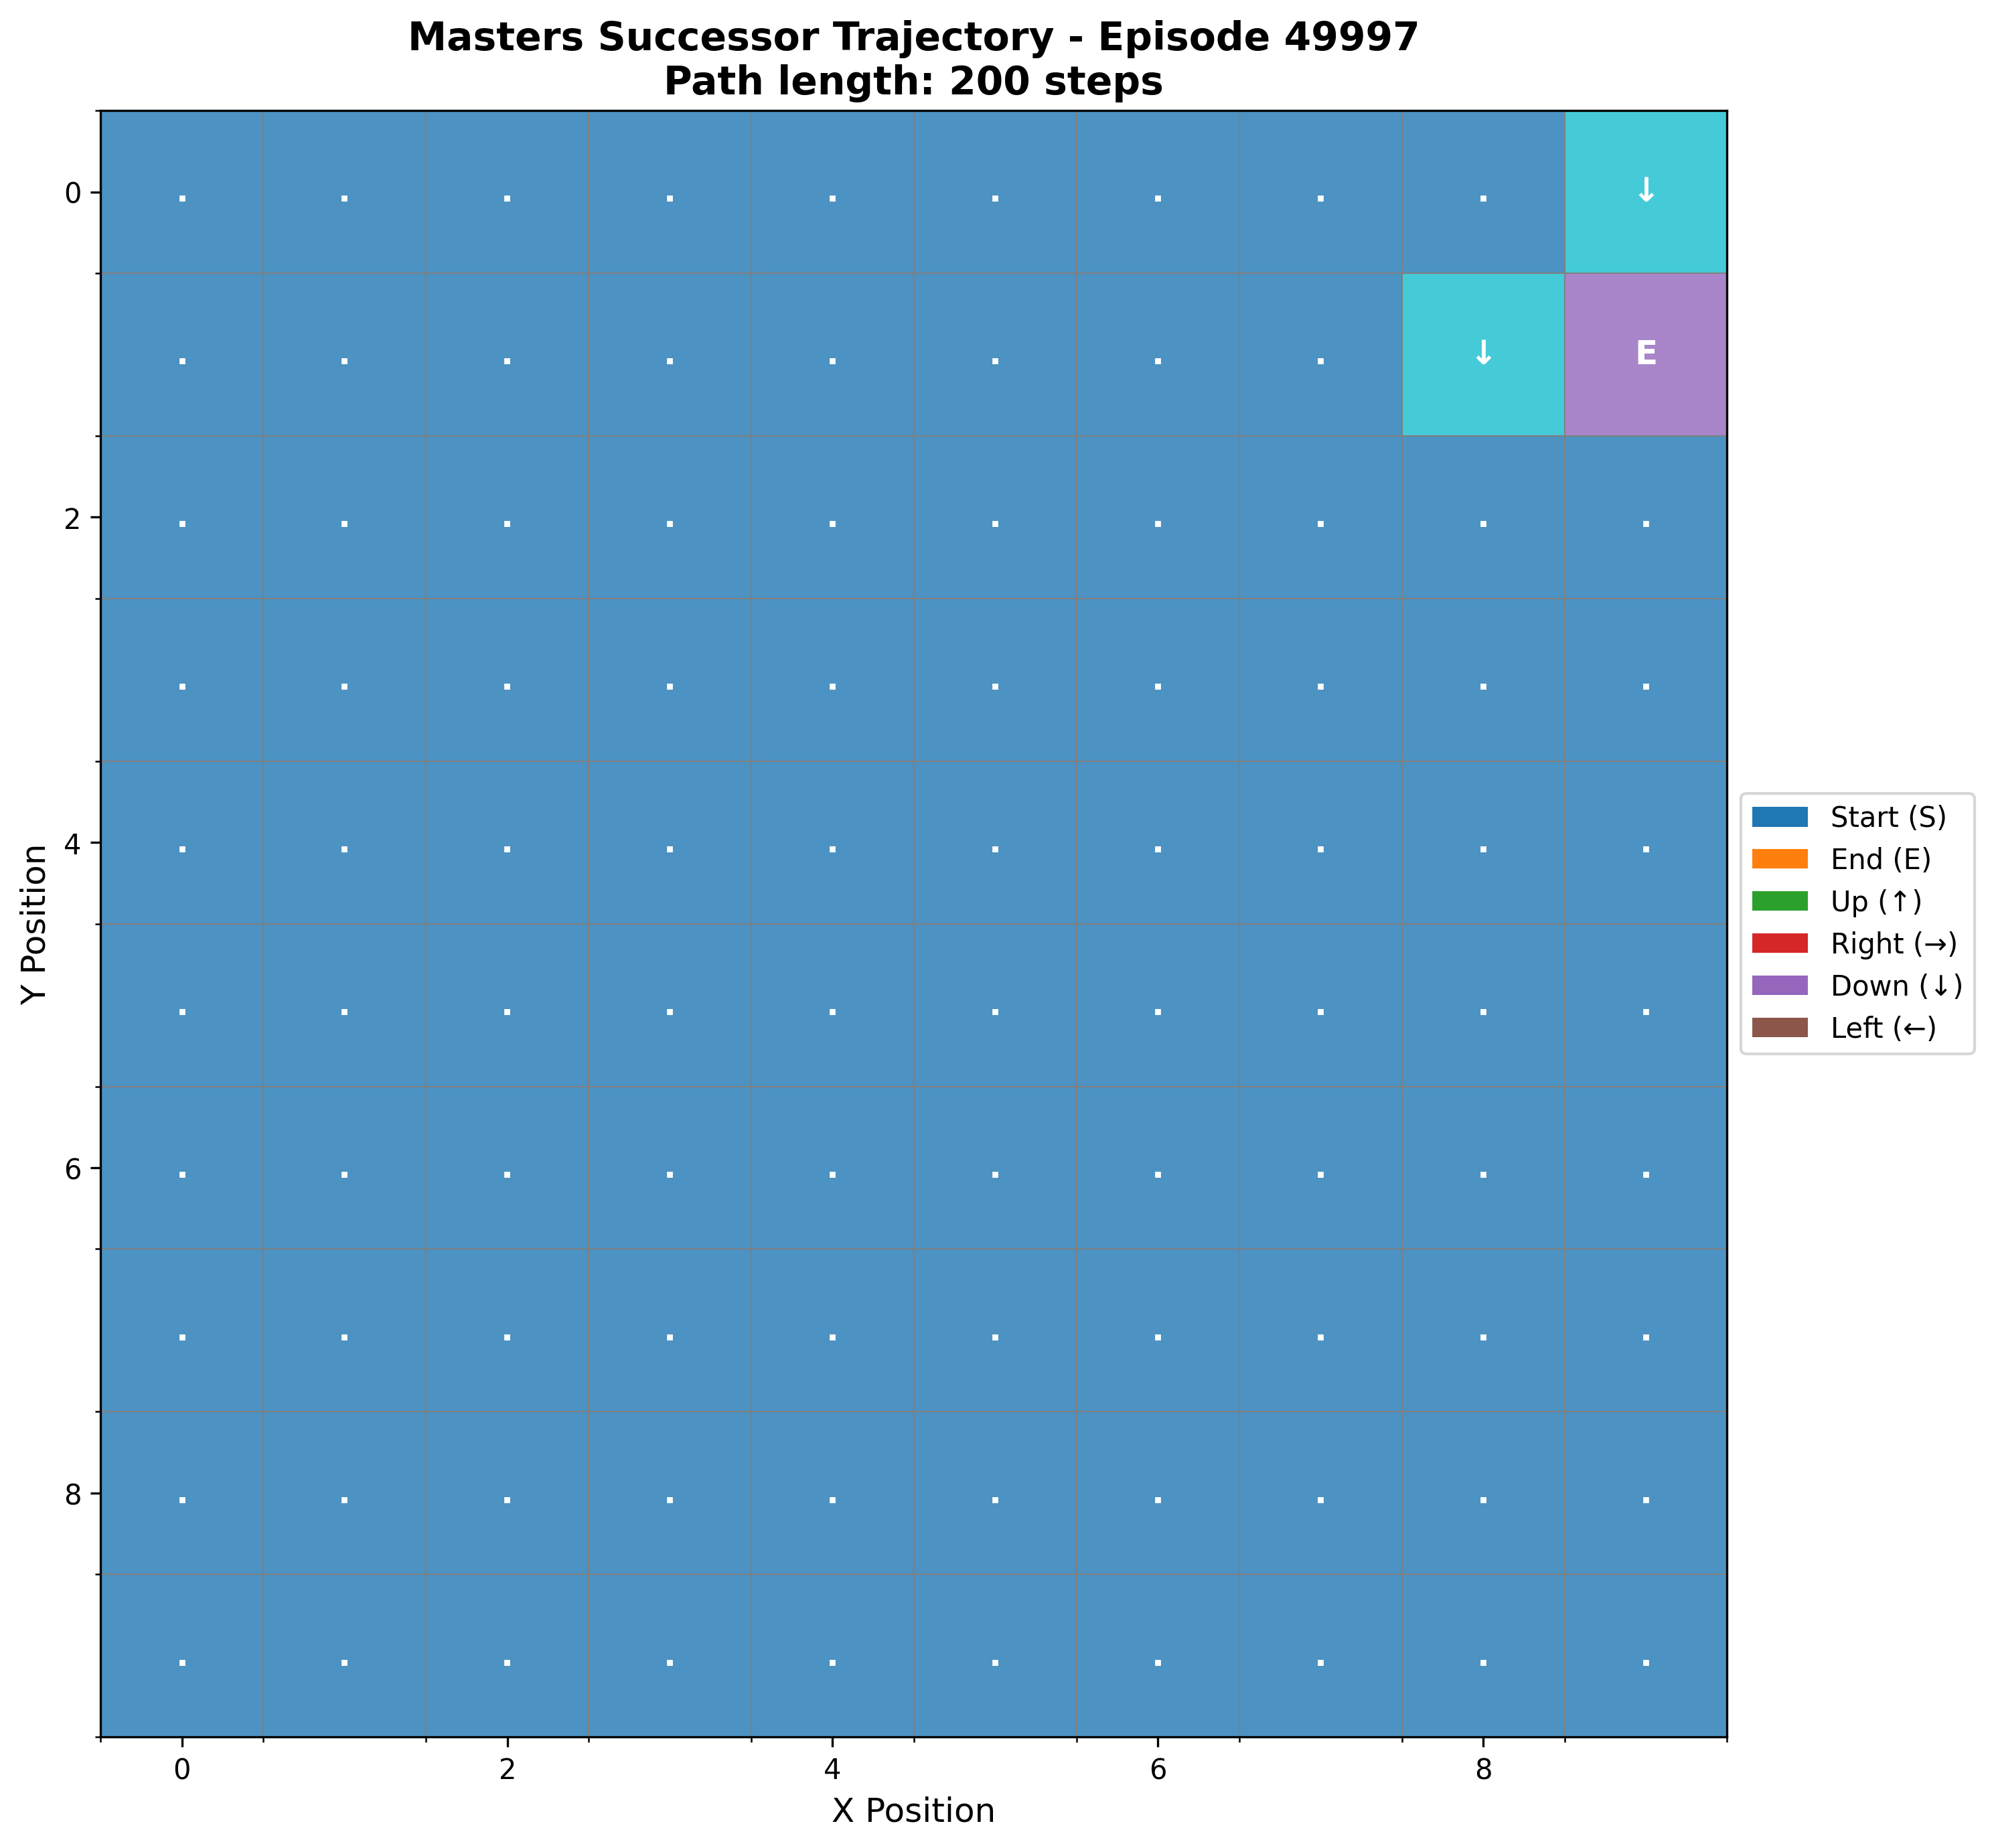 Masters Successor Trajectory - Episode 49997
Path length: 200 steps
0
2
4
6
8
Y Position
↓
↓ E
0 2 4 6 8
X Position
Start (S)
End (E)
Up (↑)
Right (→)
Down (↓)
Left (←)